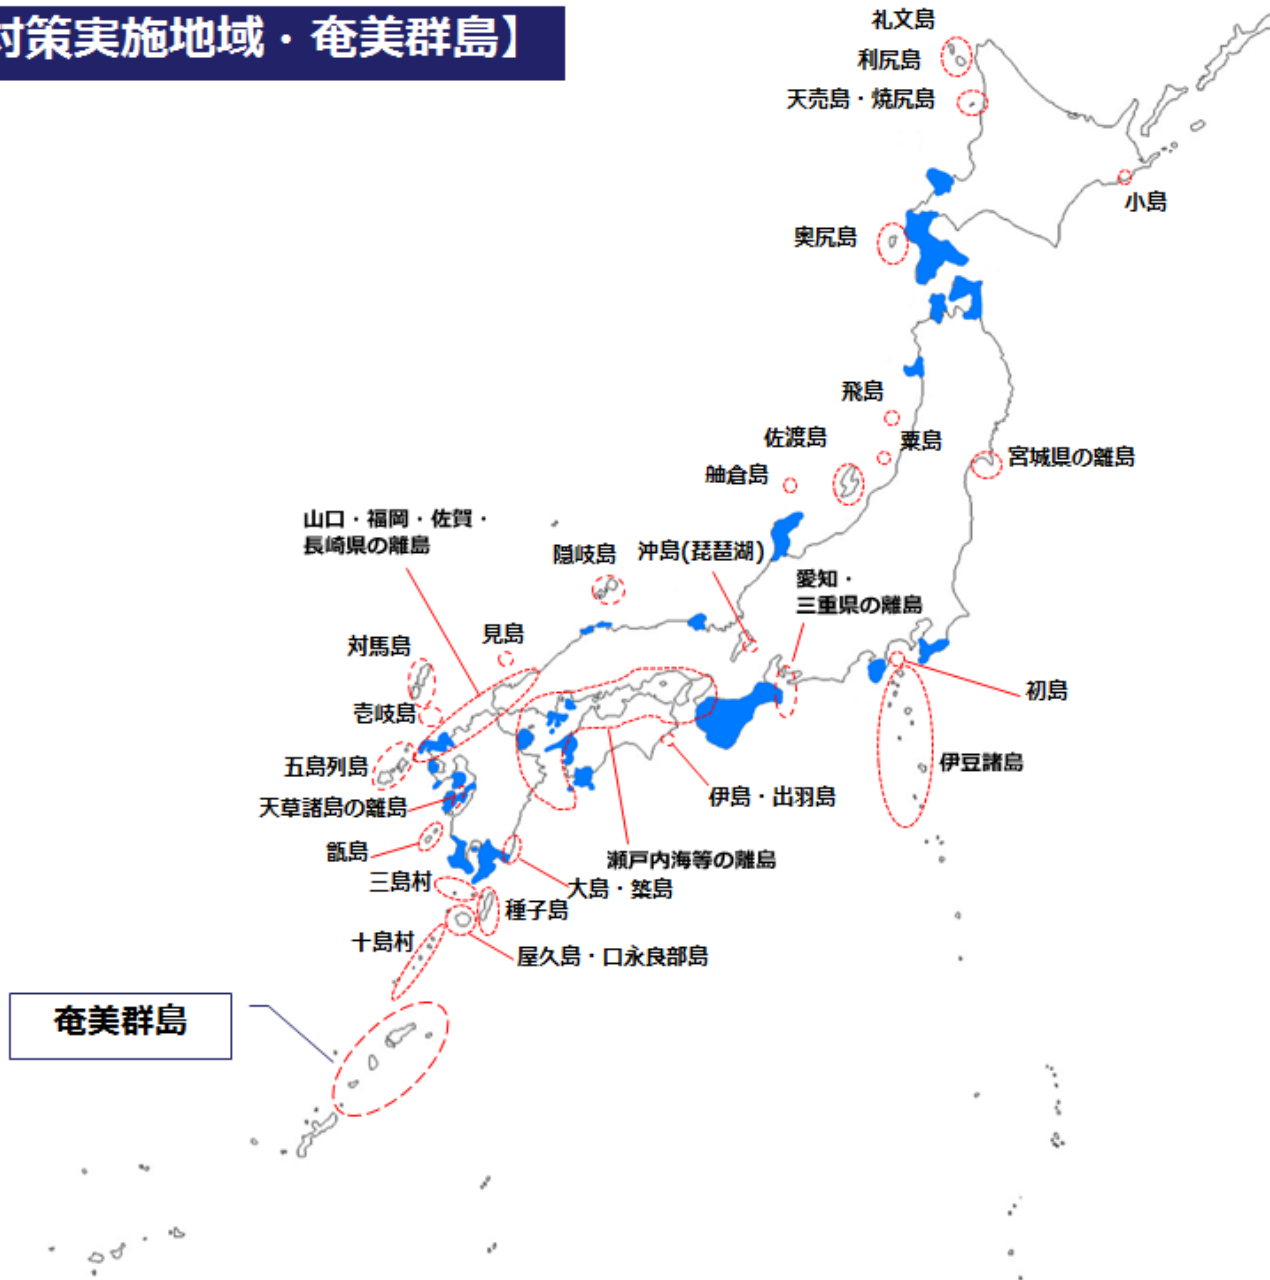 対策実施地域・奄美群島】
礼文島
利尻島
天売島・焼尻島
小島
奥尻島
飛島
佐渡島
粟島
舳倉島
宮城県の離島
山口・福岡・佐賀・
長崎県の離島
隠岐島
沖島(琵琶湖)
愛知・
三重県の離島
見島
対馬島
壱岐島
初島
五島列島
伊豆諸島
伊島・出羽島
天草諸島の離島
甑島
瀬戸内海等の離島
三島村
大島・築島
種子島
十島村
屋久島・口永良部島
奄美群島